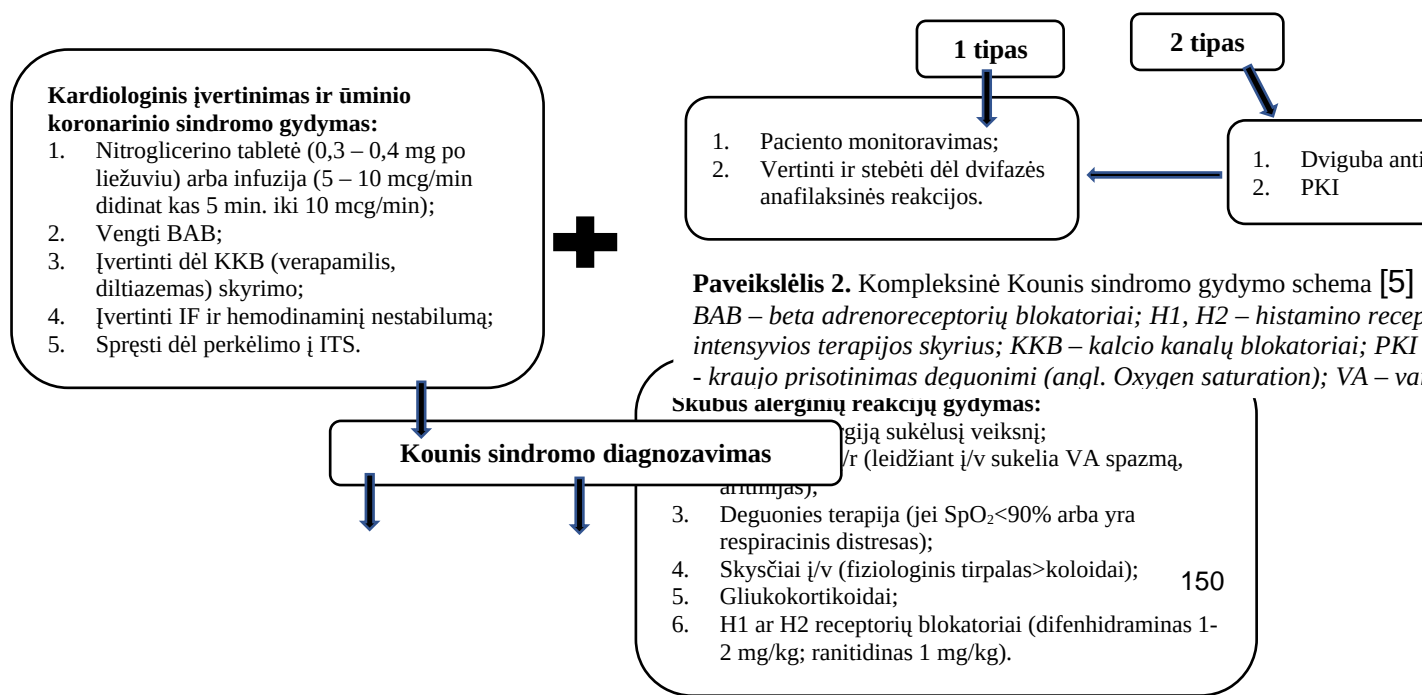 Kardiologinis įvertinimas ir ūminio
koronarinio sindromo gydymas:
1. Nitroglicerino tabletė (0,3 – 0,4 mg po
liežuviu) arba infuzija (5 – 10 mcg/min
didinat kas 5 min. iki 10 mcg/min);
2. Vengti BAB;
3. Įvertinti dėl KKB (verapamilis,
diltiazemas) skyrimo;
4. Įvertinti IF ir hemodinaminį nestabilumą;
5. Spręsti dėl perkėlimo į ITS.
1 tipas
2 tipas
1. Paciento monitoravimas;
2. Vertinti ir stebėti dėl dvifazės
anafilaksinės reakcijos.
1. Dviguba anti
2. PKI
Paveikslėlis 2. Kompleksinė Kounis sindromo gydymo schema [5]
BAB – beta adrenoreceptorių blokatoriai; H1, H2 – histamino recep
intensyvios terapijos skyrius; KKB – kalcio kanalų blokatoriai; PKI
- kraujo prisotinimas deguonimi (angl. Oxygen saturation); VA –
Skubus alerginių reakcijų gydymas:
Kounis sindromo diagnozavimas
rgiją sukėlusį veiksnį;
/r (leidžiant į/v sukelia VA spazmą,
aritmijas);
3. Deguonies terapija (jei SpO₂<90% arba yra
respiracinis distresas);
4. Skysčiai į/v (fiziologinis tirpalas>koloidai);
5. Gliukokortikoidai;
6. H1 ar H2 receptorių blokatoriai (difenhidraminas 1-
2 mg/kg; ranitidinas 1 mg/kg).
150